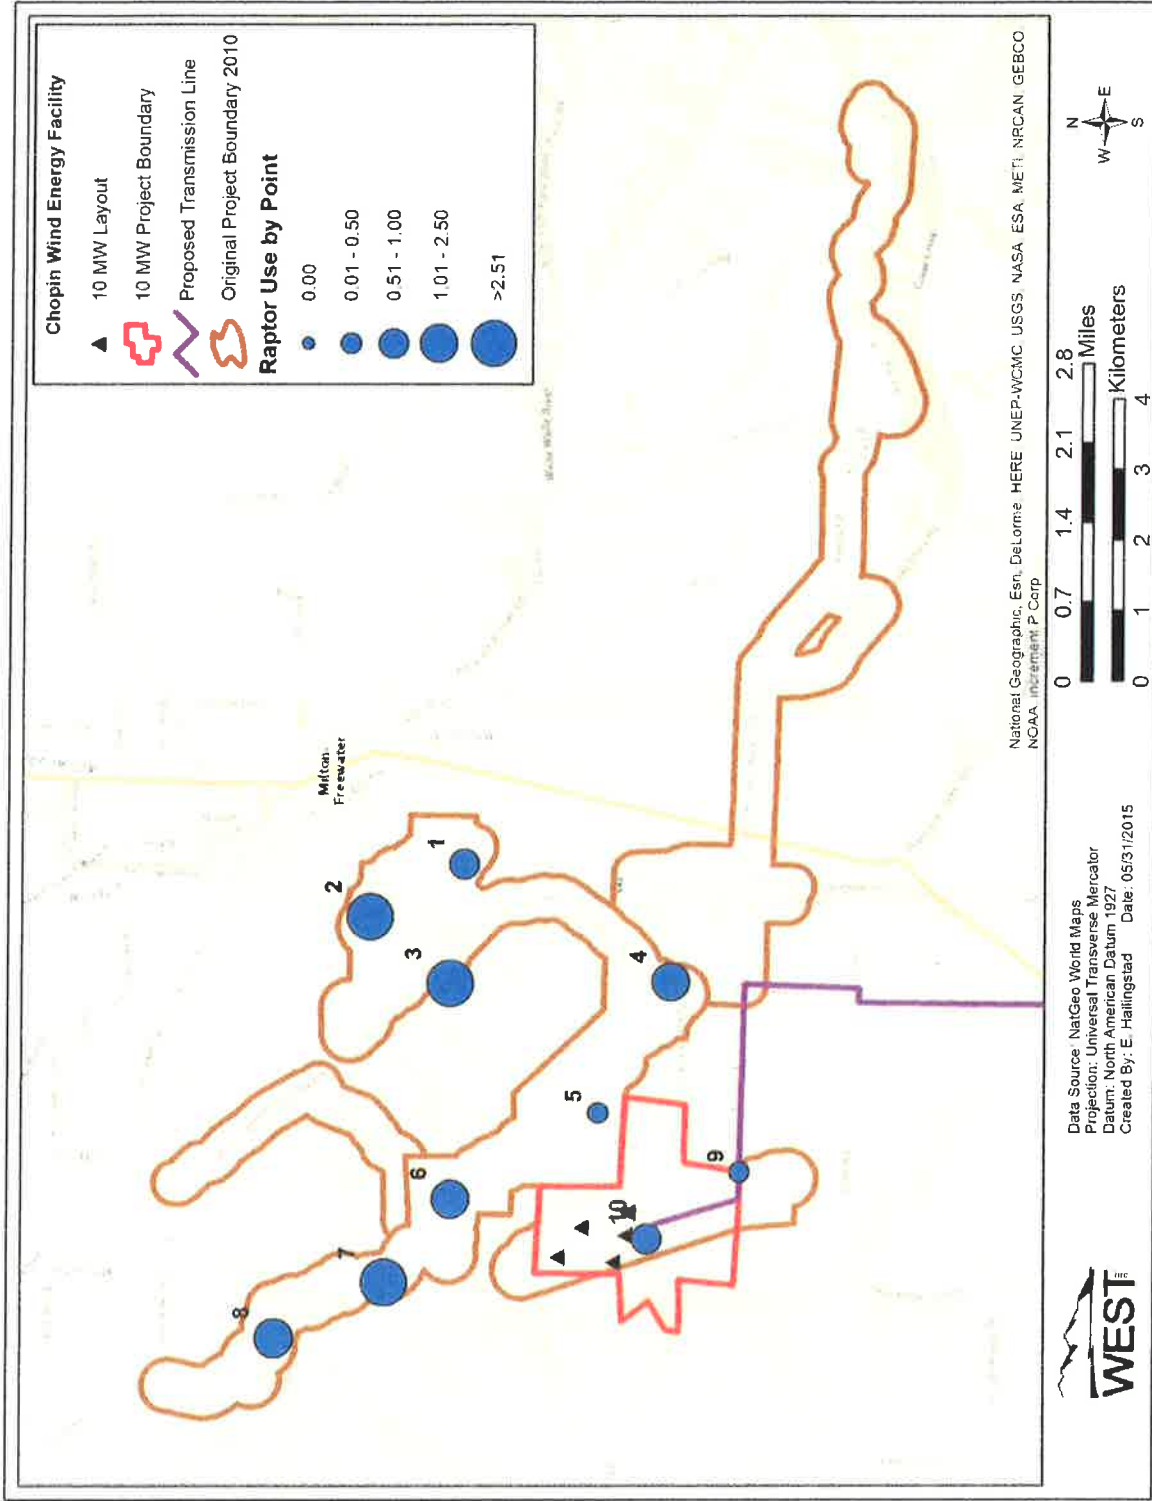 Chopin Wind Energy Facility
10 MW Layout
10 MW Project Boundary
Proposed Transmission Line
Original Project Boundary 2010
Raptor Use by Point
0.00
0.01 - 0.50
0.51 - 1.00
1.01 - 2.50
>2.51
Milton-
Freewater
Walla Walla River
1
2
3
4
5
6
7
8
9
10
National Geographic, Esri, DeLorme, HERE, UNEP-WCMC, USGS, NASA, ESA, METI, NRCAN, GEBCO,
NOAA, increment P Corp
Data Source: NatGeo World Maps
Projection: Universal Transverse Mercator
Datum: North American Datum 1927
Created By: E. Hallingstad Date: 05/31/2015
0 0.7 1.4 2.1 2.8
Miles
Kilometers
0 1 2 3 4
N
W E
S
WEST INC